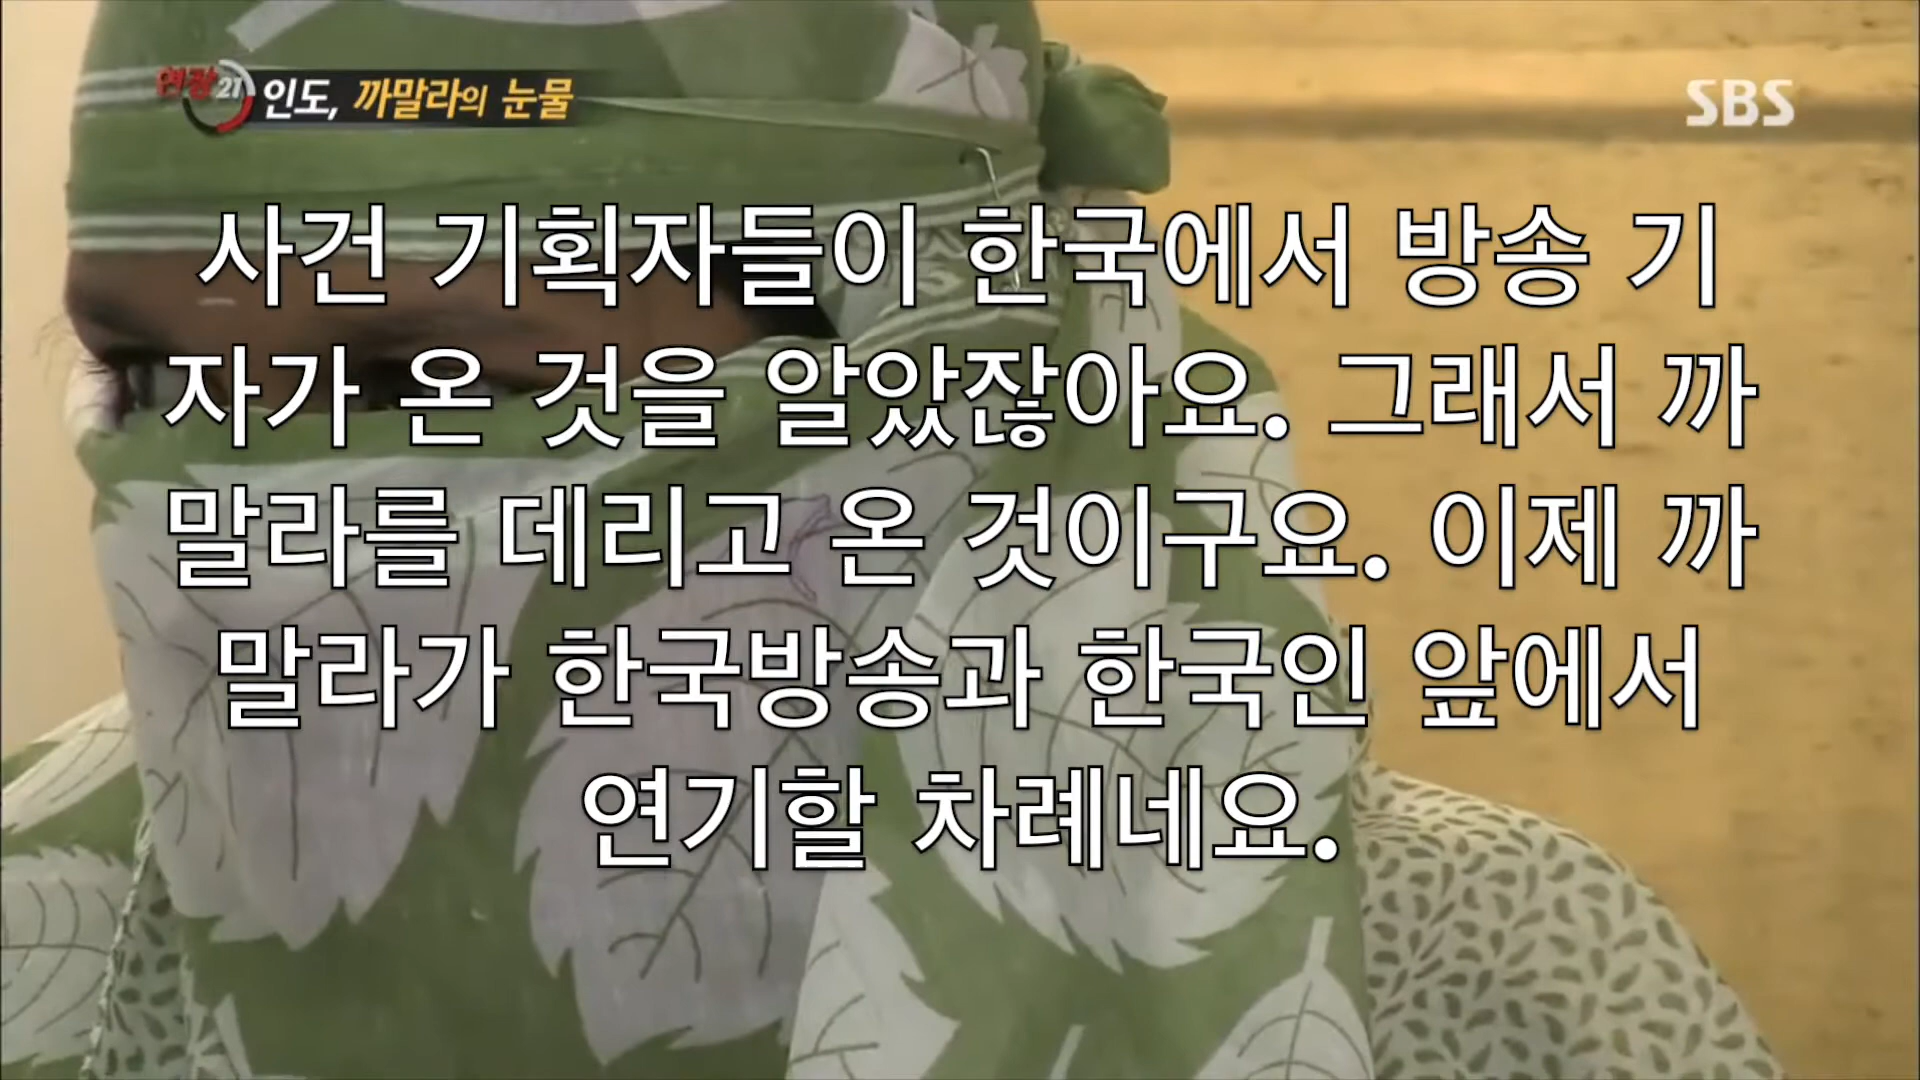 현장21 인도, 까말라의 눈물
SBS
사건 기획자들이 한국에서 방송 기
자가 온 것을 알았잖아요. 그래서 까
말라를 데리고 온 것이구요. 이제 까
말라가 한국방송과 한국인 앞에서
연기할 차례네요.